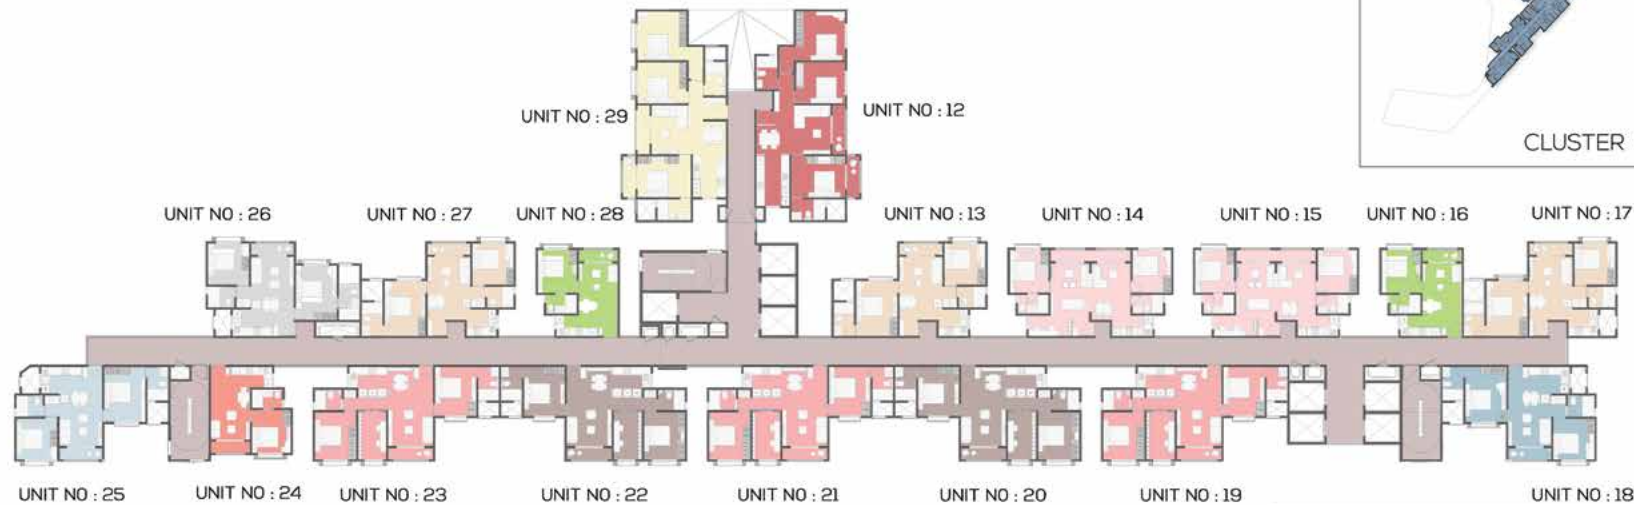 UNIT NO : 29
UNIT NO : 12
CLUSTER
UNIT NO : 26
UNIT NO : 27
UNIT NO : 28
UNIT NO : 13
UNIT NO : 14
UNIT NO : 15
UNIT NO : 16
UNIT NO : 17
UNIT NO : 25
UNIT NO : 24
UNIT NO : 23
UNIT NO : 22
UNIT NO : 21
UNIT NO : 20
UNIT NO : 19
UNIT NO : 18